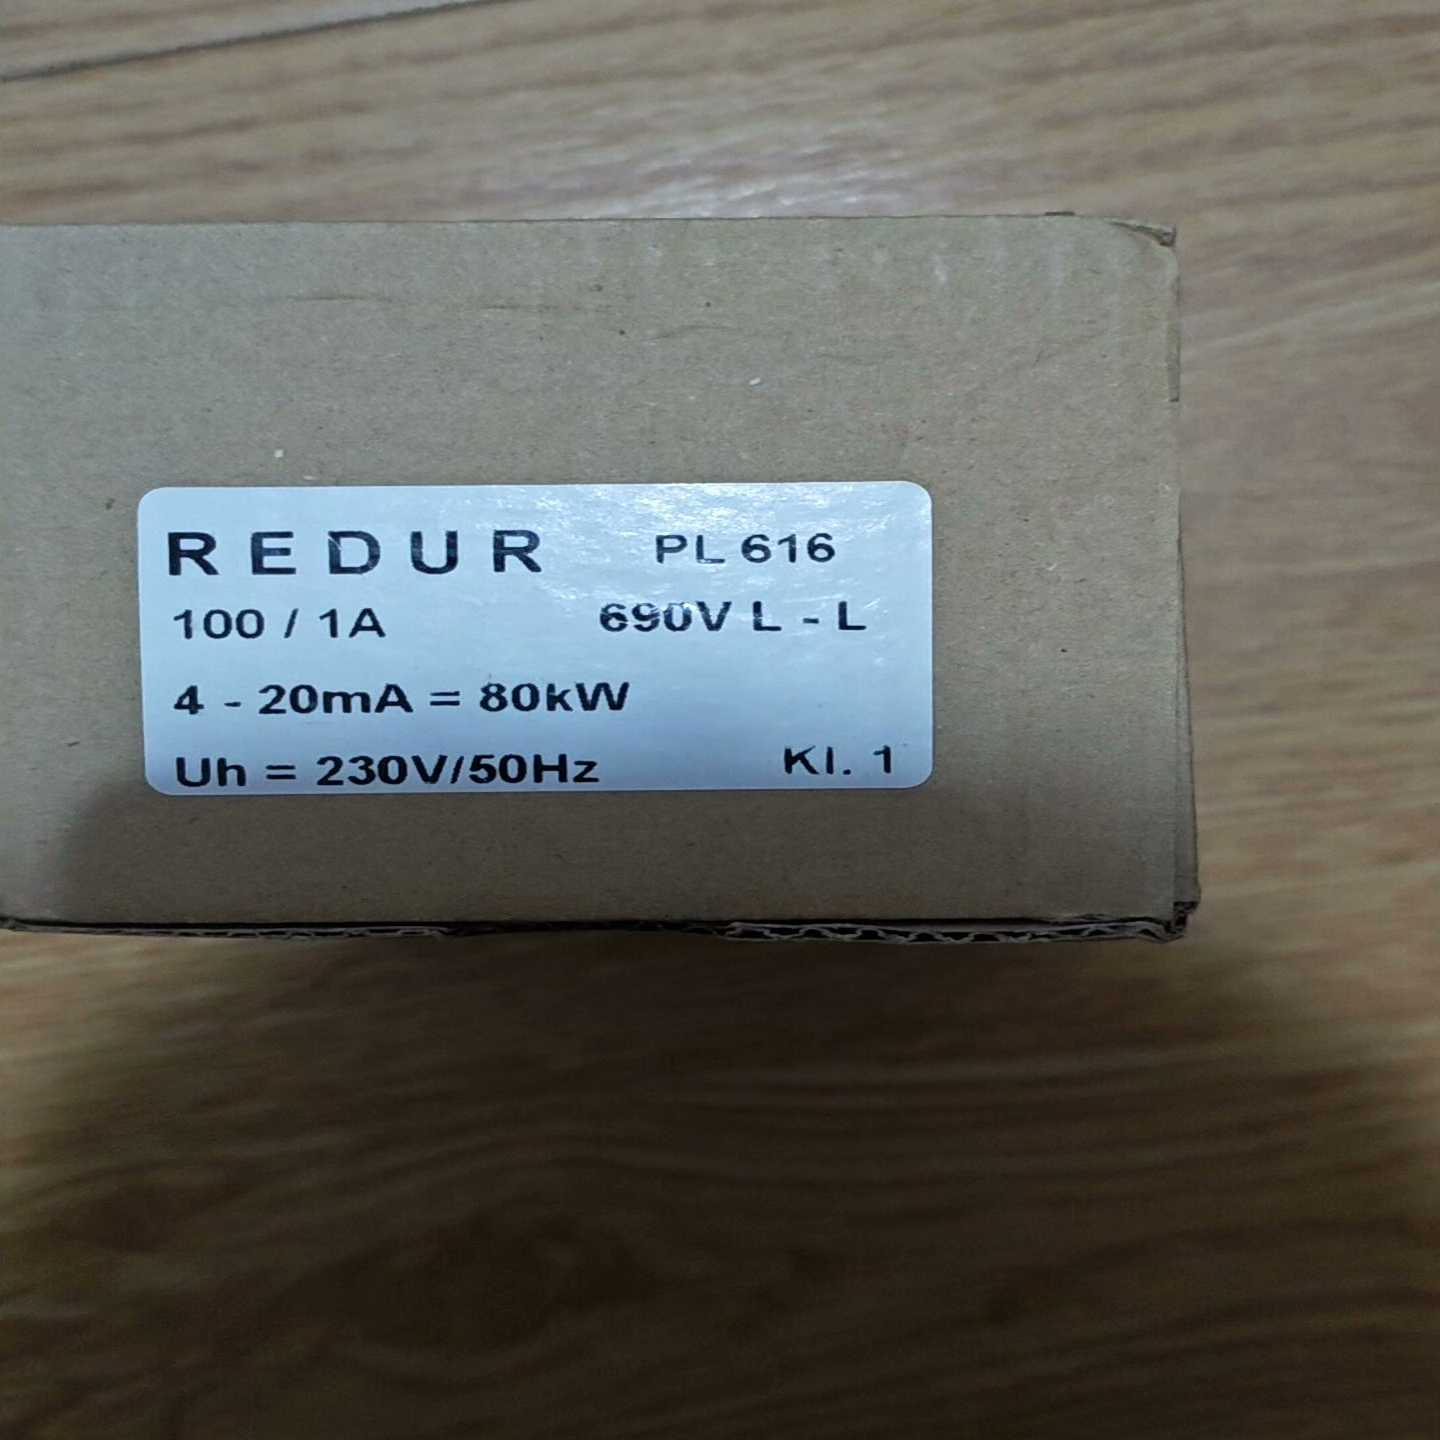 REDUR PL 616
100 / 1A 690V L - L
4 - 20mA = 80kW
Uh = 230V/50Hz Kl. 1